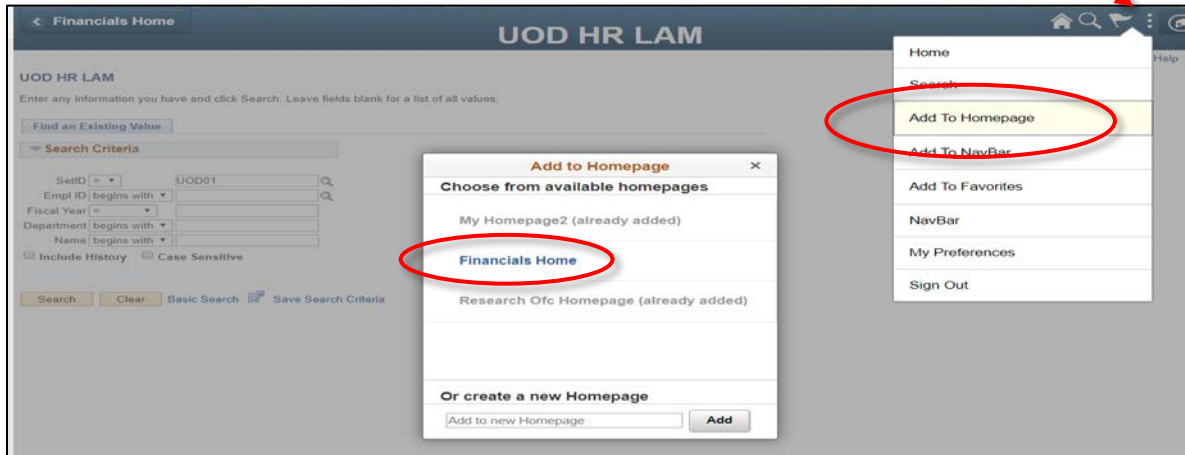 Financials Home
UOD HR LAM
Help
UOD HR LAM
Enter any information you have and click Search. Leave fields blank for a list of all values.
Find an Existing Value
Search Criteria
SetID = UOD01
Empl ID begins with
Fiscal Year =
Department begins with
Name begins with
Include History Case Sensitive
Search Clear Basic Search Save Search Criteria
Add to Homepage ×
Choose from available homepages
My Homepage2 (already added)
Financials Home
Research Ofc Homepage (already added)
Or create a new Homepage
Add to new Homepage Add
Home
Search
Add To Homepage
Add To NavBar
Add To Favorites
NavBar
My Preferences
Sign Out